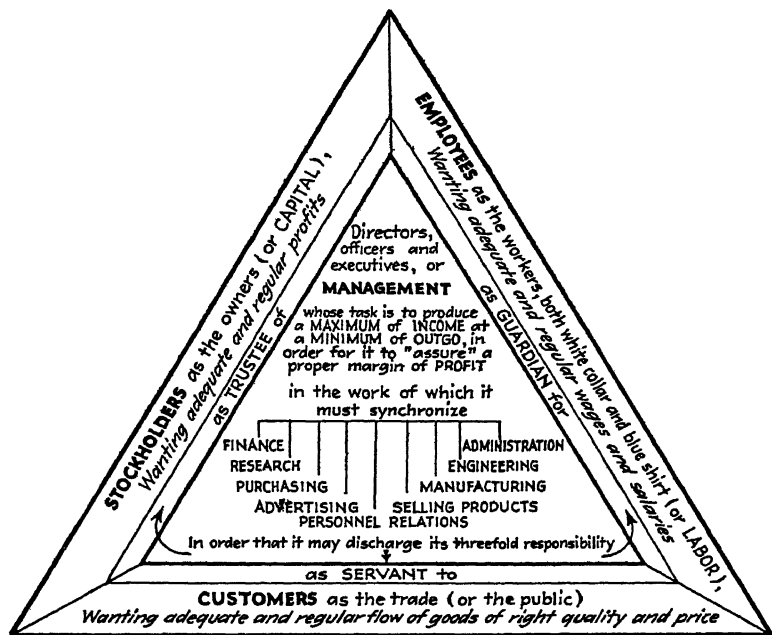 STOCKHOLDERS as the owners (or CAPITAL),
Wanting adequate and regular profits
as TRUSTEE of
EMPLOYEES as the workers, both white collar and blue shirt (or LABOR),
Wanting adequate and regular wages and salaries
as GUARDIAN for
Directors,
officers and
executives, or
MANAGEMENT
whose task is to produce
a MAXIMUM of INCOME at
a MINIMUM of OUTGO, in
order for it to "assure" a
proper margin of PROFIT
in the work of which it
must synchronize
FINANCE ADMINISTRATION
RESEARCH ENGINEERING
PURCHASING MANUFACTURING
ADVERTISING SELLING PRODUCTS
PERSONNEL RELATIONS
In order that it may discharge its threefold responsibility
as SERVANT to
CUSTOMERS as the trade (or the public)
Wanting adequate and regular flow of goods of right quality and price